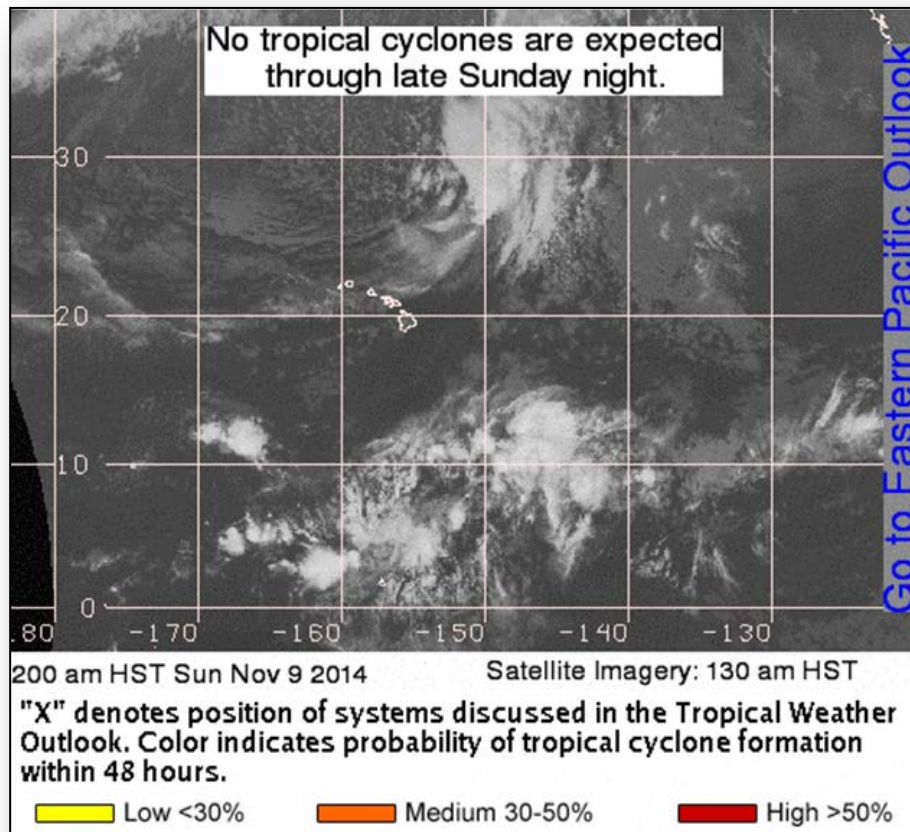 No tropical cyclones are expected
through late Sunday night.
Go to Eastern Pacific Outlook
30
20
10
0
.80 -170 -160 -150 -140 -130
200 am HST Sun Nov 9 2014 Satellite Imagery: 130 am HST
"X" denotes position of systems discussed in the Tropical Weather
Outlook. Color indicates probability of tropical cyclone formation
within 48 hours.
Low <30% Medium 30-50% High >50%